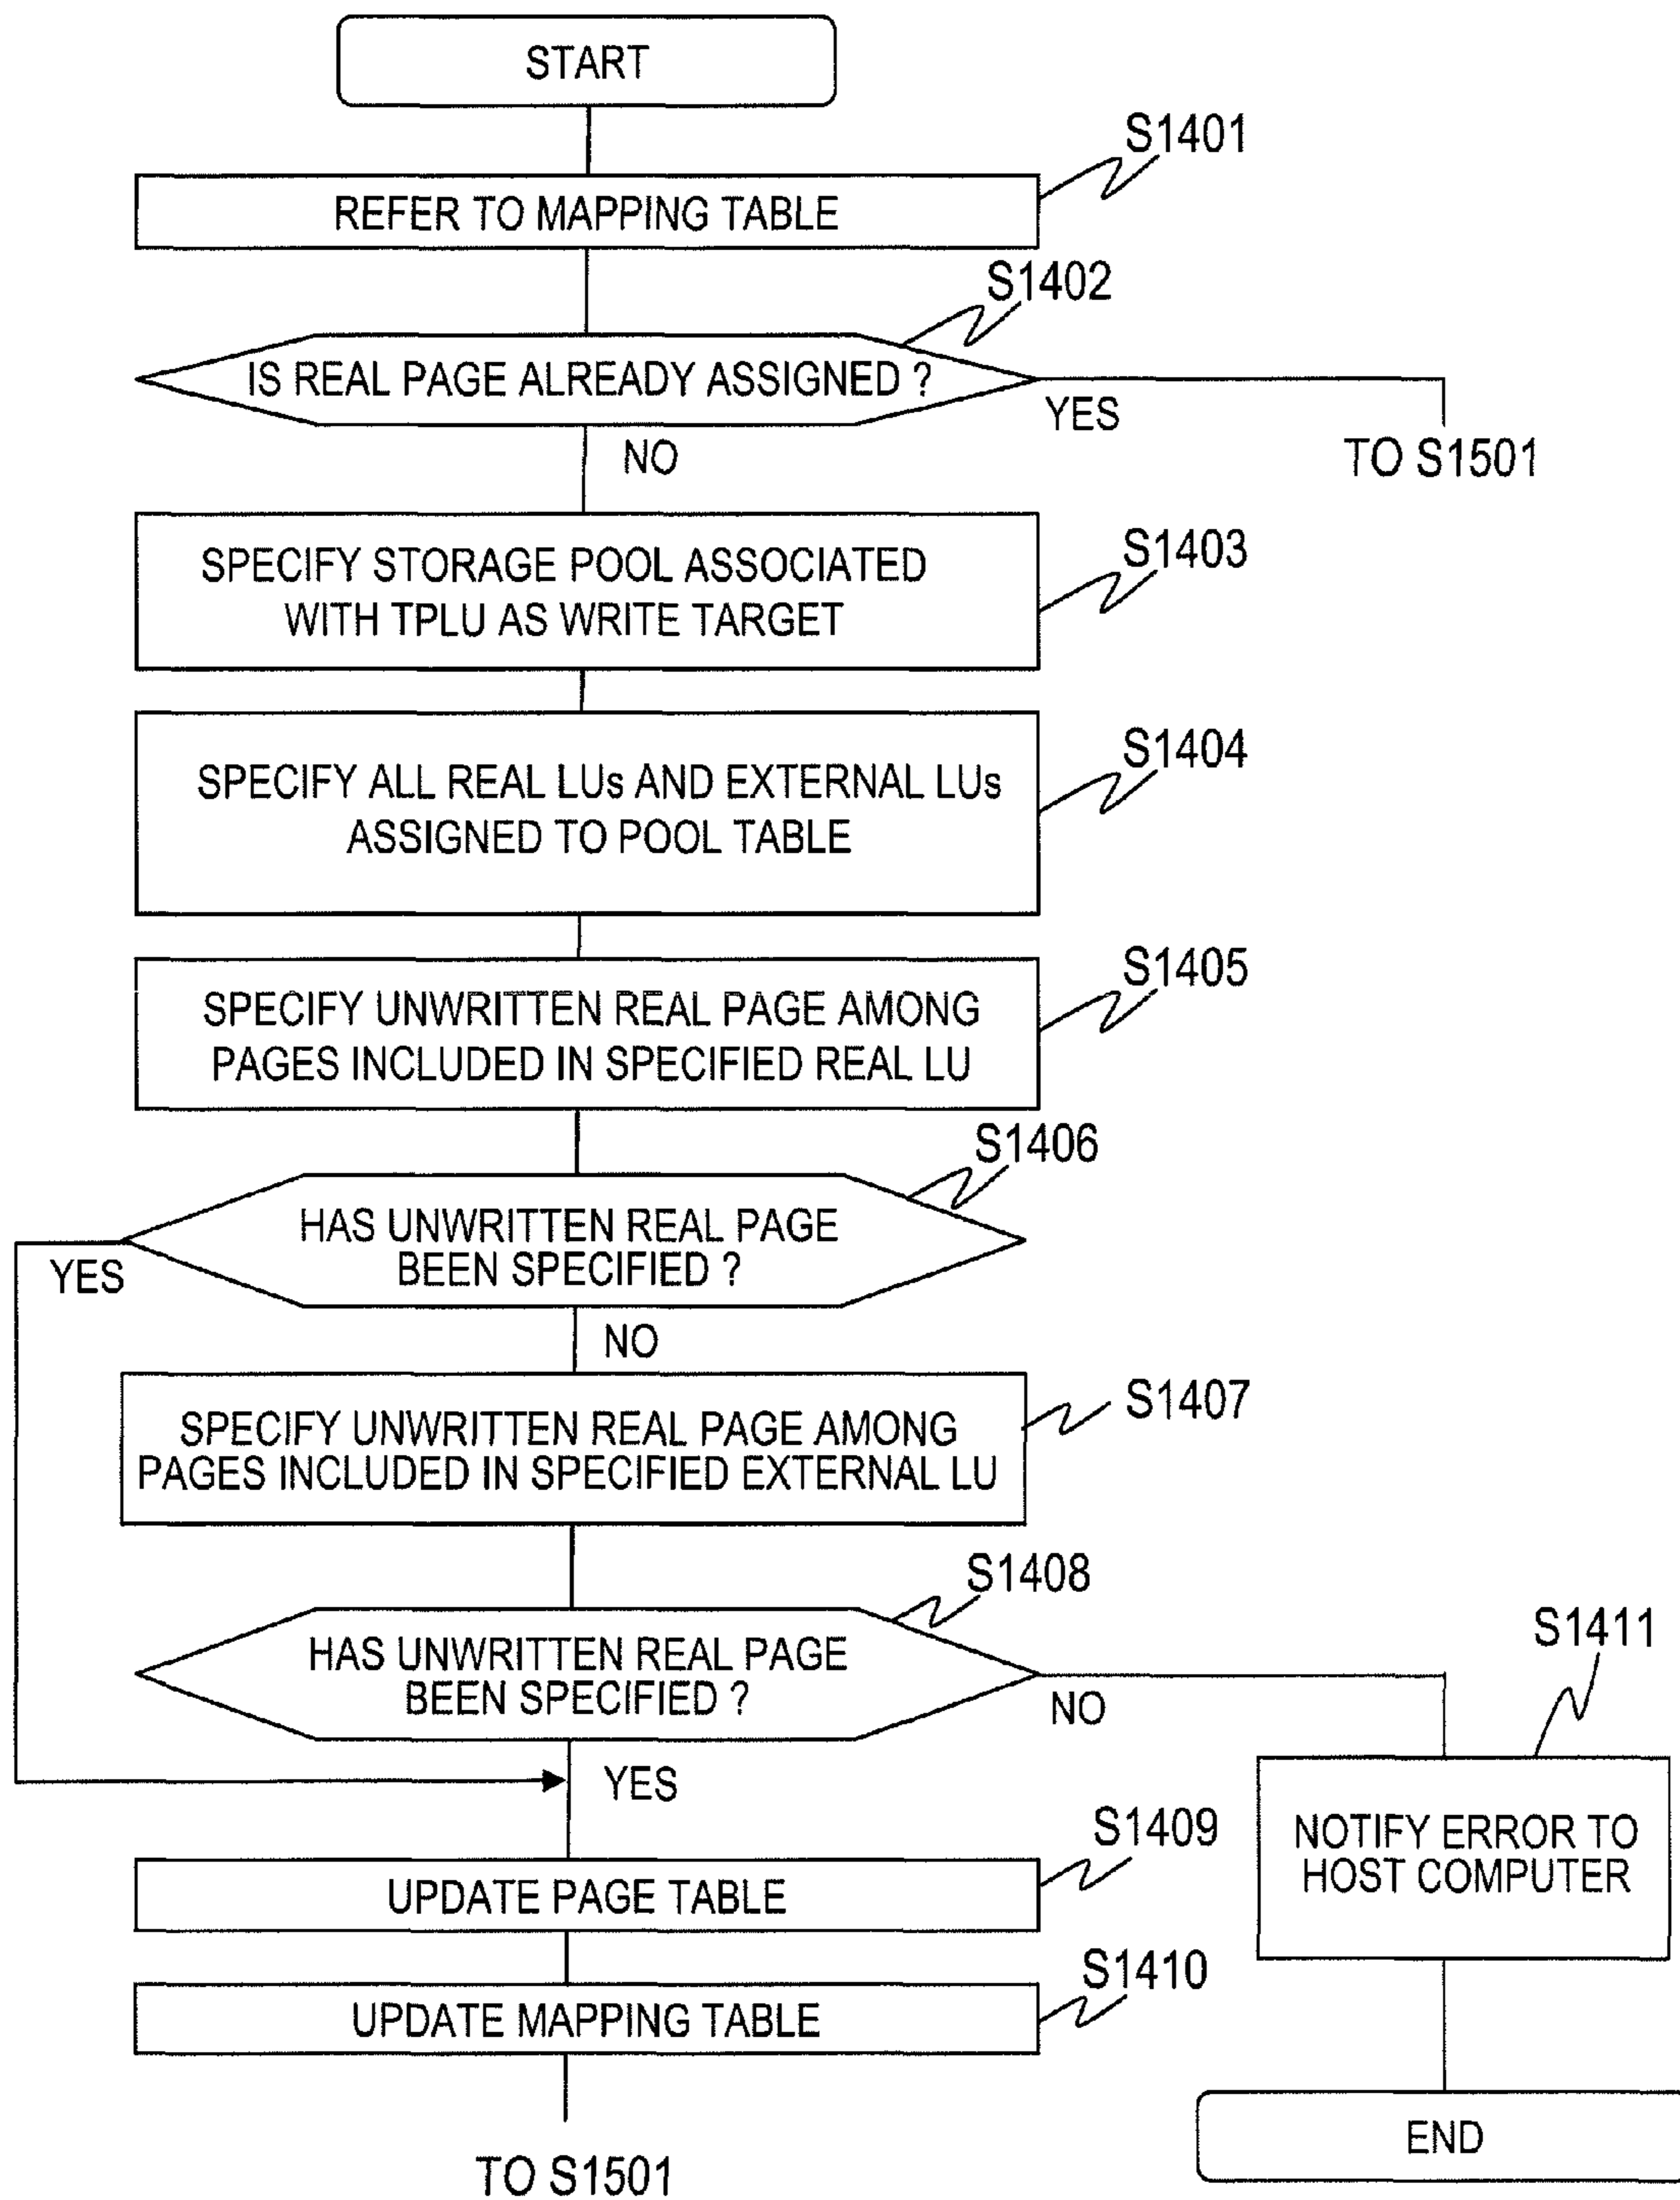 START
S1401
REFER TO MAPPING TABLE
S1402
IS REAL PAGE ALREADY ASSIGNED ?
YES
NO
TO S1501
S1403
SPECIFY STORAGE POOL ASSOCIATED
WITH TPLU AS WRITE TARGET
S1404
SPECIFY ALL REAL LUs AND EXTERNAL LUs
ASSIGNED TO POOL TABLE
S1405
SPECIFY UNWRITTEN REAL PAGE AMONG
PAGES INCLUDED IN SPECIFIED REAL LU
S1406
HAS UNWRITTEN REAL PAGE
BEEN SPECIFIED ?
YES
NO
S1407
SPECIFY UNWRITTEN REAL PAGE AMONG
PAGES INCLUDED IN SPECIFIED EXTERNAL LU
S1408
HAS UNWRITTEN REAL PAGE
BEEN SPECIFIED ?
NO
YES
S1411
NOTIFY ERROR TO
HOST COMPUTER
S1409
UPDATE PAGE TABLE
S1410
UPDATE MAPPING TABLE
END
TO S1501